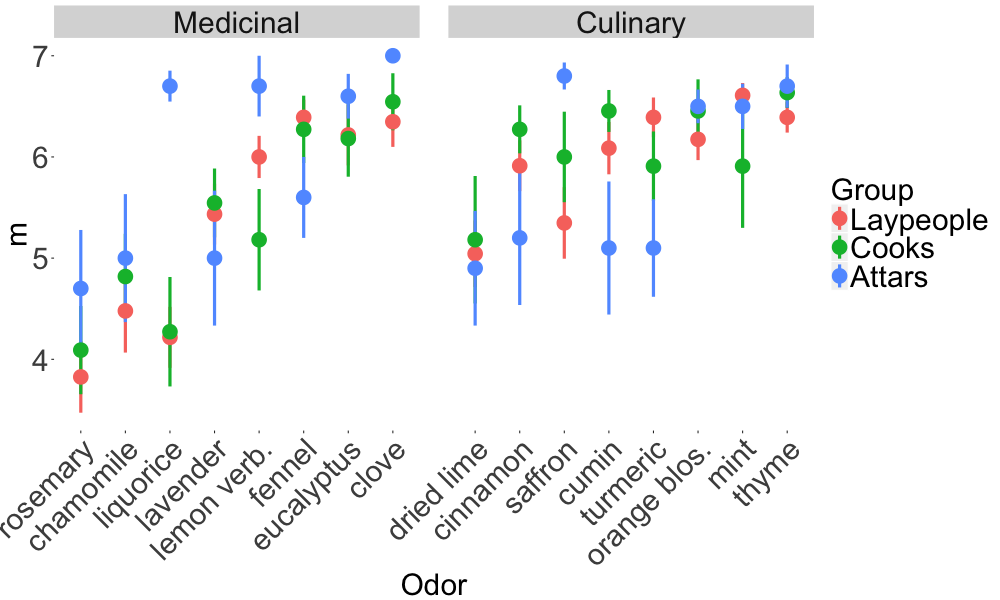 Medicinal
Culinary
7
6
5
4
m
rosemary
chamomile
liquorice
lavender
lemon verb.
fennel
eucalyptus
clove
dried lime
cinnamon
saffron
cumin
turmeric
orange blos.
mint
thyme
Odor
Group
Laypeople
Cooks
Attars